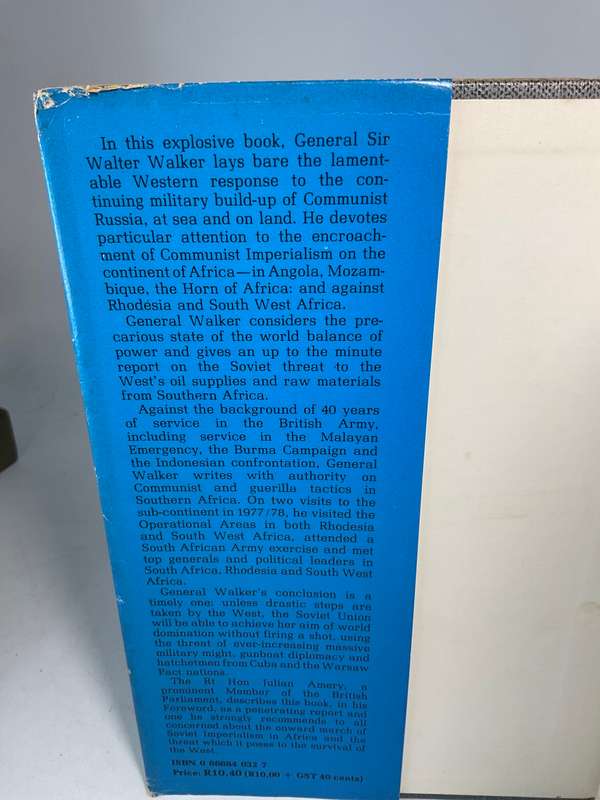 In this explosive book, General Sir
Walter Walker lays bare the lament-
able Western response to the con-
tinuing military build-up of Communist
Russia, at sea and on land. He devotes
particular attention to the encroach-
ment of Communist Imperialism on the
continent of Africa—in Angola, Mozam-
bique, the Horn of Africa: and against
Rhodesia and South West Africa.
General Walker considers the pre-
carious state of the world balance of
power and gives an up to the minute
report on the Soviet threat to the
West's oil supplies and raw materials
from Southern Africa.
Against the background of 40 years
of service in the British Army,
including service in the Malayan
Emergency, the Burma Campaign and
the Indonesian confrontation, General
Walker writes with authority on
Communist and guerilla tactics in
Southern Africa. On two visits to the
sub-continent in 1977/78, he visited the
Operational Areas in both Rhodesia
and South West Africa, attended a
South African Army exercise and met
top generals and political leaders in
South Africa, Rhodesia and South West
Africa.
General Walker's conclusion is a
timely one: unless drastic steps are
taken by the West, the Soviet Union
will be able to achieve her aim of world
domination without firing a shot, using
the threat of ever-increasing massive
military might, gunboat diplomacy and
hatchetmen from Cuba and the Warsaw
Pact nations.
The Rt Hon Julian Amery, a
prominent Member of the British
Parliament, describes this book, in his
Foreword, as a penetrating report and
one he strongly recommends to all
concerned about the onward march of
Soviet Imperialism in Africa and the
threat which it poses to the survival of
the West.
ISBN 0 86884 032 7
Price: R10.40 (R10,00 + GST 40 cents)